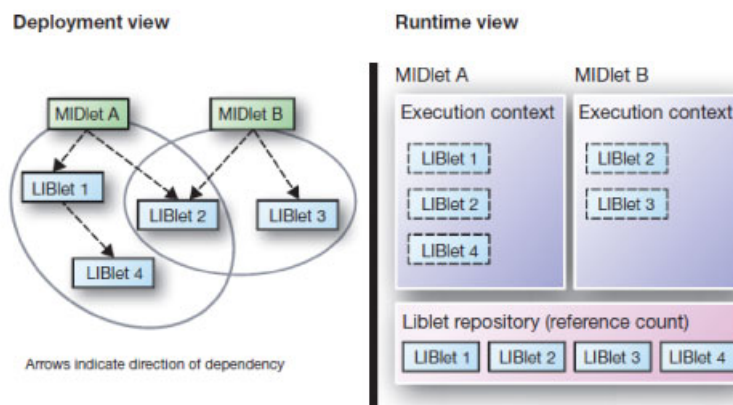 Deployment view
MIDlet A
MIDlet B
LIBlet 1
LIBlet 2
LIBlet 3
LIBlet 4
Arrows indicate direction of dependency
Runtime view
MIDlet A
MIDlet B
Execution context
LIBlet 1
LIBlet 2
LIBlet 4
Execution context
LIBlet 2
LIBlet 3
Liblet repository (reference count)
LIBlet 1
LIBlet 2
LIBlet 3
LIBlet 4